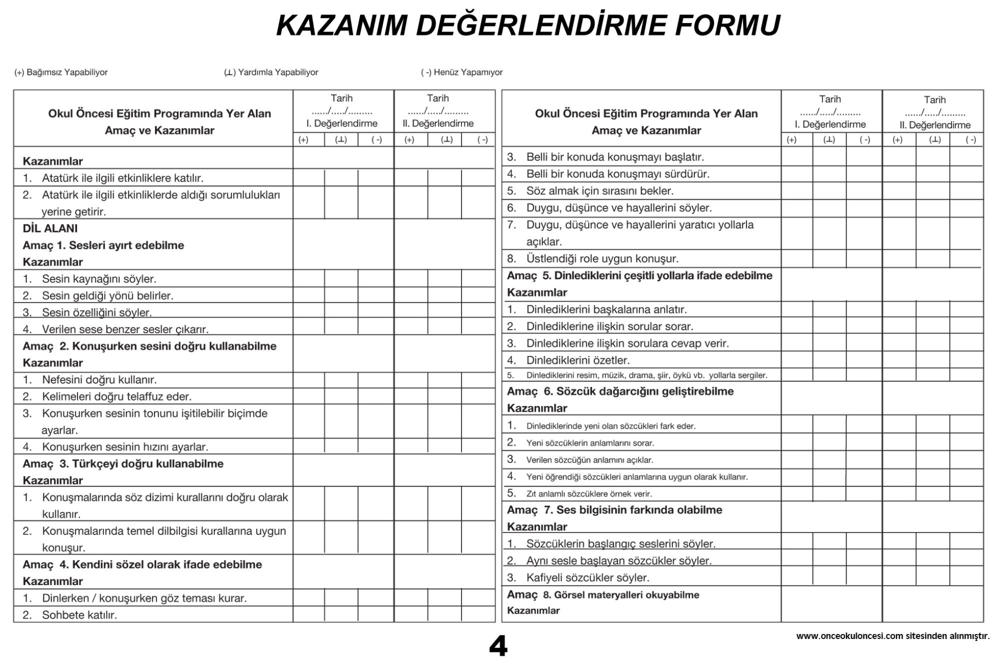 KAZANIM DEĞERLENDİRME FORMU
(+) Bağımsız Yapabiliyor
(⊥) Yardımla Yapabiliyor
( -) Henüz Yapamıyor
Okul Öncesi Eğitim Programında Yer Alan
Amaç ve Kazanımlar
Tarih
....../...../.........
I. Değerlendirme
Tarih
....../...../.........
II. Değerlendirme
(+) (⊥) ( -) (+) (⊥) ( -)
Kazanımlar
1. Atatürk ile ilgili etkinliklere katılır.
2. Atatürk ile ilgili etkinliklerde aldığı sorumlulukları
yerine getirir.
DİL ALANI
Amaç 1. Sesleri ayırt edebilme
Kazanımlar
1. Sesin kaynağını söyler.
2. Sesin geldiği yönü belirler.
3. Sesin özelliğini söyler.
4. Verilen sese benzer sesler çıkarır.
Amaç 2. Konuşurken sesini doğru kullanabilme
Kazanımlar
1. Nefesini doğru kullanır.
2. Kelimeleri doğru telaffuz eder.
3. Konuşurken sesinin tonunu işitilebilir biçimde
ayarlar.
4. Konuşurken sesinin hızını ayarlar.
Amaç 3. Türkçeyi doğru kullanabilme
Kazanımlar
1. Konuşmalarında söz dizimi kurallarını doğru olarak
kullanır.
2. Konuşmalarında temel dilbilgisi kurallarına uygun
konuşur.
Amaç 4. Kendini sözel olarak ifade edebilme
Kazanımlar
1. Dinlerken / konuşurken göz teması kurar.
2. Sohbete katılır.
Okul Öncesi Eğitim Programında Yer Alan
Amaç ve Kazanımlar
Tarih
....../...../.........
I. Değerlendirme
Tarih
....../...../.........
II. Değerlendirme
(+) (⊥) ( -) (+) (⊥) ( -)
3. Belli bir konuda konuşmayı başlatır.
4. Belli bir konuda konuşmayı sürdürür.
5. Söz almak için sırasını bekler.
6. Duygu, düşünce ve hayallerini söyler.
7. Duygu, düşünce ve hayallerini yaratıcı yollarla
açıklar.
8. Üstlendiği role uygun konuşur.
Amaç 5. Dinlediklerini çeşitli yollarla ifade edebilme
Kazanımlar
1. Dinlediklerini başkalarına anlatır.
2. Dinlediklerine ilişkin sorular sorar.
3. Dinlediklerine ilişkin sorulara cevap verir.
4. Dinlediklerini özetler.
5. Dinlediklerini resim, müzik, drama, şiir, öykü vb. yollarla sergiler.
Amaç 6. Sözcük dağarcığını geliştirebilme
Kazanımlar
1. Dinlediklerinde yeni olan sözcükleri fark eder.
2. Yeni sözcüklerin anlamlarını sorar.
3. Verilen sözcüğün anlamını açıklar.
4. Yeni öğrendiği sözcükleri anlamlarına uygun olarak kullanır.
5. Zıt anlamlı sözcüklere örnek verir.
Amaç 7. Ses bilgisinin farkında olabilme
Kazanımlar
1. Sözcüklerin başlangıç seslerini söyler.
2. Aynı sesle başlayan sözcükler söyler.
3. Kafiyeli sözcükler söyler.
Amaç 8. Görsel materyalleri okuyabilme
Kazanımlar
www.onceokuloncesi.com sitesinden alınmıştır.
4